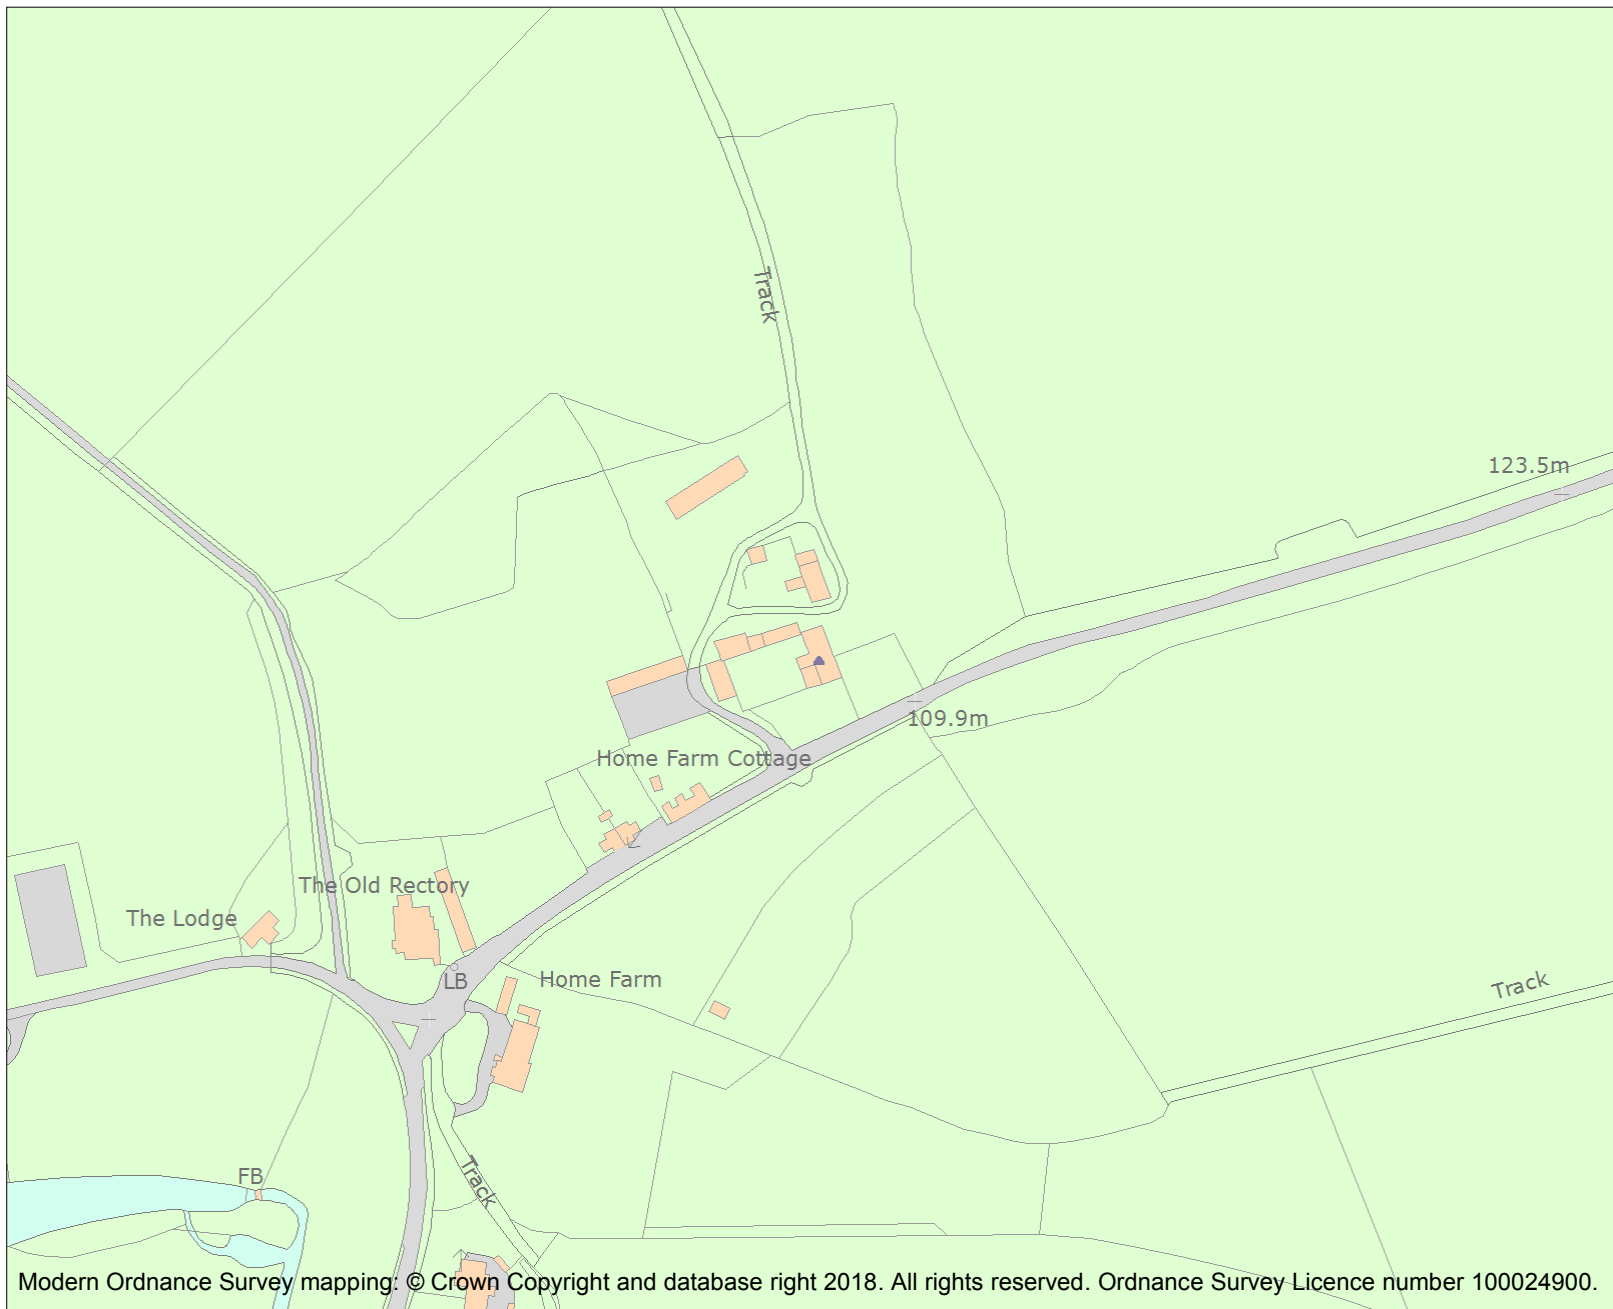 Track
123.5m
109.9m
Home Farm Cottage
The Old Rectory
The Lodge
LB
Home Farm
Track
FB
Track
Modern Ordnance Survey mapping: © Crown Copyright and database right 2018. All rights reserved. Ordnance Survey Licence number 100024900.